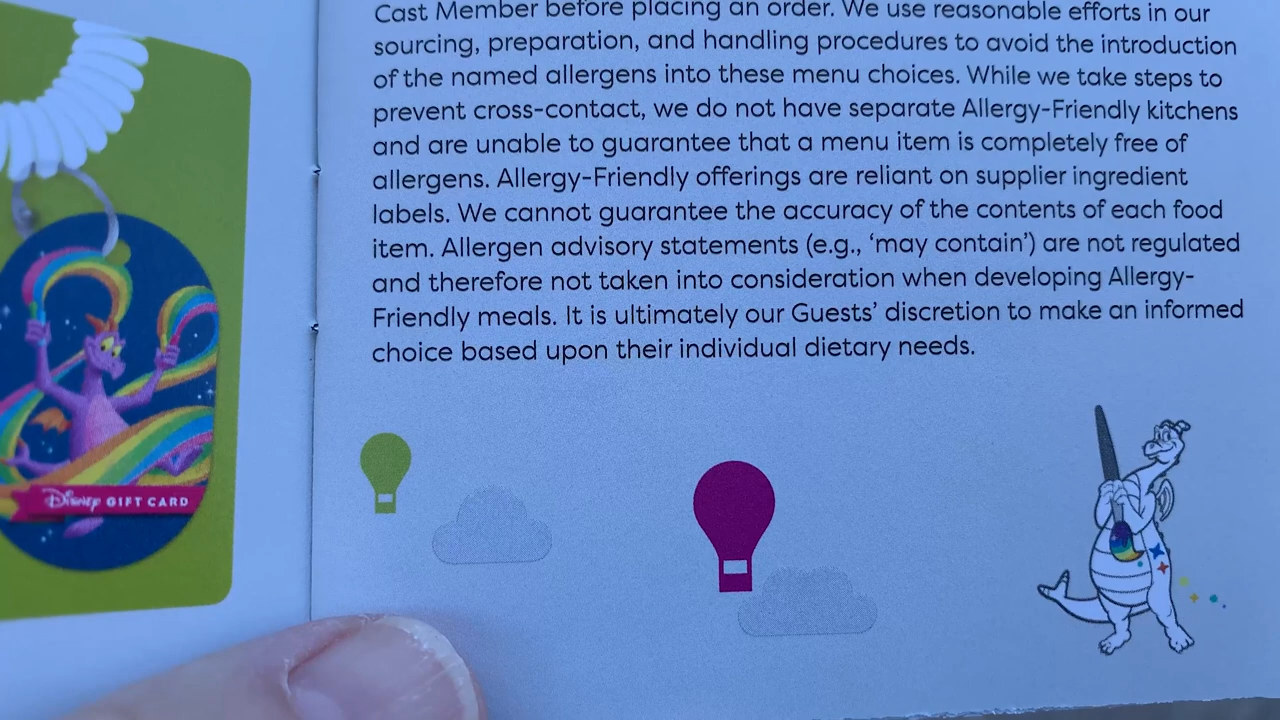 Cast Member before placing an order. We use reasonable efforts in our
sourcing, preparation, and handling procedures to avoid the introduction
of the named allergens into these menu choices. While we take steps to
prevent cross-contact, we do not have separate Allergy-Friendly kitchens
and are unable to guarantee that a menu item is completely free of
allergens. Allergy-Friendly offerings are reliant on supplier ingredient
labels. We cannot guarantee the accuracy of the contents of each food
item. Allergen advisory statements (e.g., ‘may contain’) are not regulated
and therefore not taken into consideration when developing Allergy-
Friendly meals. It is ultimately our Guests’ discretion to make an informed
choice based upon their individual dietary needs.
Disney GIFT CARD